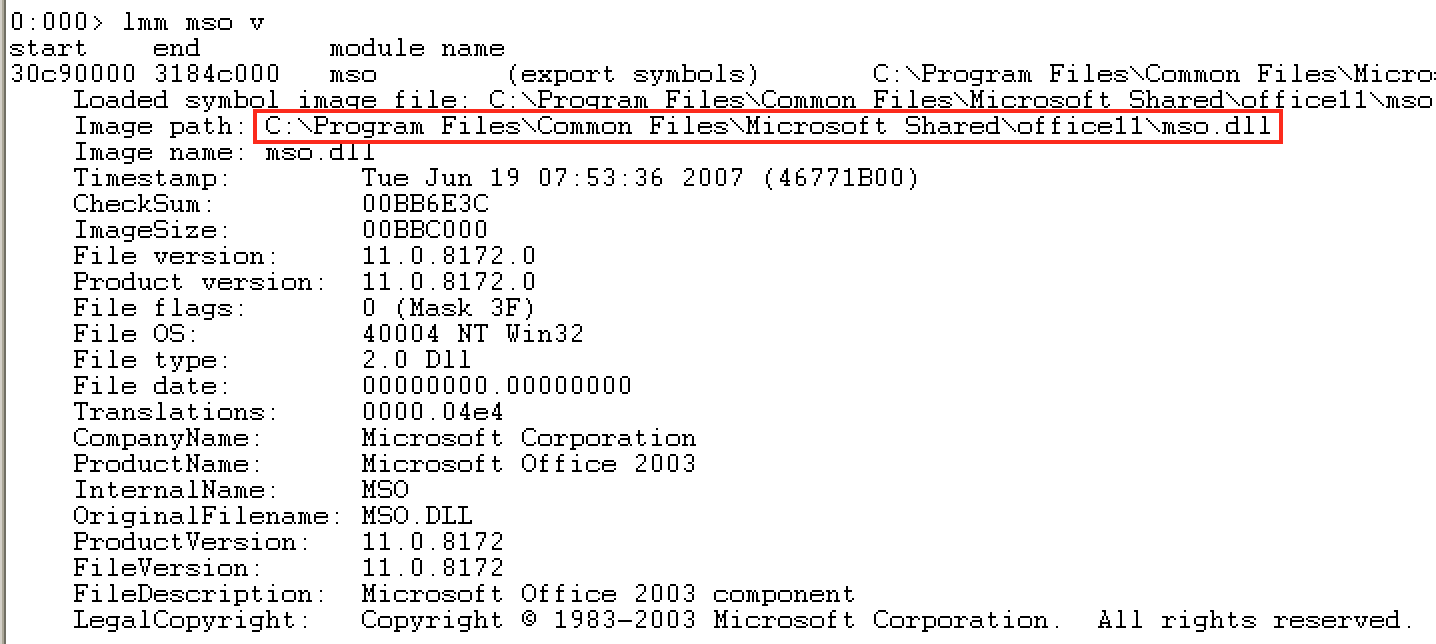 0:000> lmm mso v
start    end        module name
30c90000 3184c000   mso        (export symbols)       C:\Program Files\Common Files\Micro
    Loaded symbol image file: C:\Program Files\Common Files\Microsoft Shared\office11\mso
    Image path: C:\Program Files\Common Files\Microsoft Shared\office11\mso.dll
    Image name: mso.dll
    Timestamp:        Tue Jun 19 07:53:36 2007 (46771B00)
    CheckSum:         00BB6E3C
    ImageSize:        00BBC000
    File version:     11.0.8172.0
    Product version:  11.0.8172.0
    File flags:       0 (Mask 3F)
    File OS:          40004 NT Win32
    File type:        2.0 Dll
    File date:        00000000.00000000
    Translations:     0000.04e4
    CompanyName:      Microsoft Corporation
    ProductName:      Microsoft Office 2003
    InternalName:     MSO
    OriginalFilename: MSO.DLL
    ProductVersion:   11.0.8172
    FileVersion:      11.0.8172
    FileDescription:  Microsoft Office 2003 component
    LegalCopyright:   Copyright © 1983-2003 Microsoft Corporation.  All rights reserved.